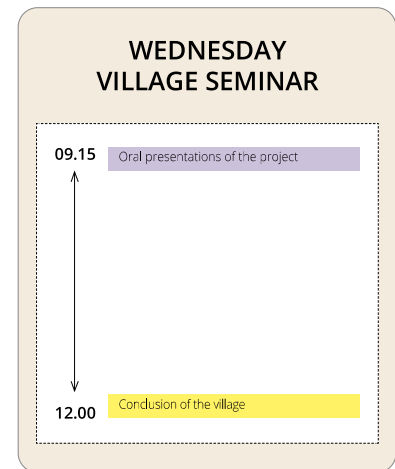 WEDNESDAY
VILLAGE SEMINAR
09.15
Oral presentations of the project
Conclusion of the village
12.00